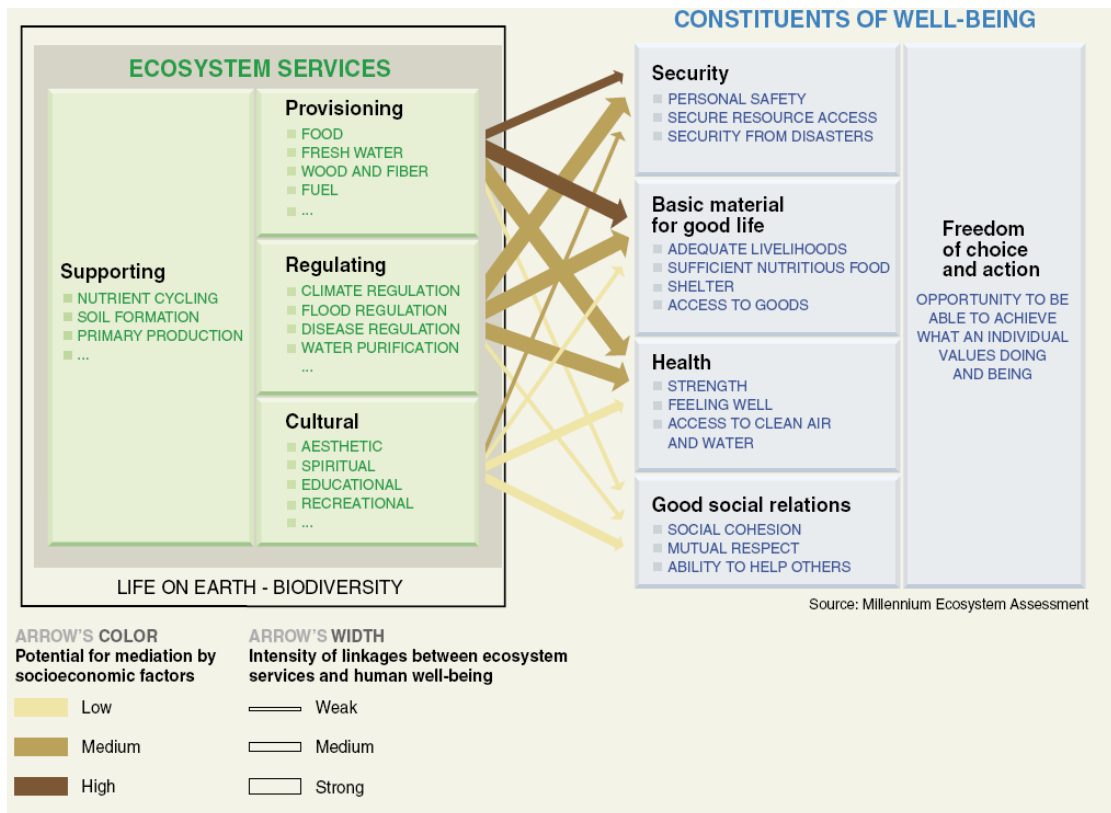 CONSTITUENTS OF WELL-BEING
ECOSYSTEM SERVICES
Supporting
NUTRIENT CYCLING
SOIL FORMATION
PRIMARY PRODUCTION
...
Provisioning
FOOD
FRESH WATER
WOOD AND FIBER
FUEL
...
Regulating
CLIMATE REGULATION
FLOOD REGULATION
DISEASE REGULATION
WATER PURIFICATION
...
Cultural
AESTHETIC
SPIRITUAL
EDUCATIONAL
RECREATIONAL
...
LIFE ON EARTH - BIODIVERSITY
Security
PERSONAL SAFETY
SECURE RESOURCE ACCESS
SECURITY FROM DISASTERS
Basic material
for good life
ADEQUATE LIVELIHOODS
SUFFICIENT NUTRITIOUS FOOD
SHELTER
ACCESS TO GOODS
Health
STRENGTH
FEELING WELL
ACCESS TO CLEAN AIR
AND WATER
Good social relations
SOCIAL COHESION
MUTUAL RESPECT
ABILITY TO HELP OTHERS
Freedom
of choice
and action
OPPORTUNITY TO BE
ABLE TO ACHIEVE
WHAT AN INDIVIDUAL
VALUES DOING
AND BEING
Source: Millennium Ecosystem Assessment
ARROW'S COLOR
Potential for mediation by
socioeconomic factors
Low
Medium
High
ARROW'S WIDTH
Intensity of linkages between ecosystem
services and human well-being
Weak
Medium
Strong